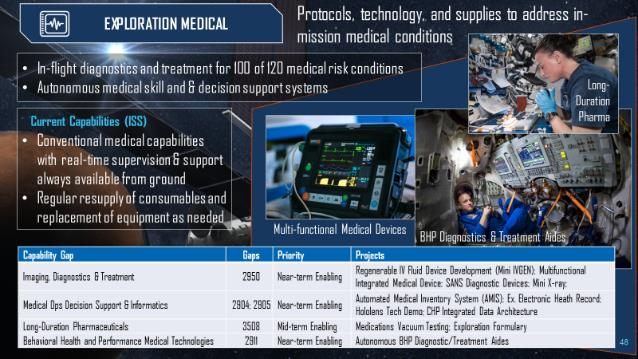 EXPLORATION MEDICAL
Protocols, technology, and supplies to address in-
mission medical conditions
• In-flight diagnostics and treatment for 100 of 120 medical risk conditions
• Autonomous medical skill and & decision support systems
Current Capabilities (ISS)
• Conventional medical capabilities
with real-time supervision & support
always available from ground
• Regular resupply of consumables and
replacement of equipment as needed
Long-
Duration
Pharma
Multi-functional Medical Devices
BHP Diagnostics & Treatment Aides
Capability Gap Gaps Priority Projects
Imaging, Diagnostics & Treatment 2950 Near-term Enabling Regenerable IV Fluid Device Development (Mini IVGEN); Multifunctional
Integrated Medical Device; SANS Diagnostic Devices; Mini X-ray;
Medical Ops Decision Support & Informatics 2904; 2905 Near-term Enabling Automated Medical Inventory System (AMIS); Ex. Electronic Heath Record;
Hololens Tech Demo; CHP Integrated Data Architecture
Long-Duration Pharmaceuticals 3508 Mid-term Enabling Medications Vacuum Testing; Exploration Formulary
Behavioral Health and Performance Medical Technologies 2911 Near-term Enabling Autonomous BHP Diagnostic/Treatment Aides
48